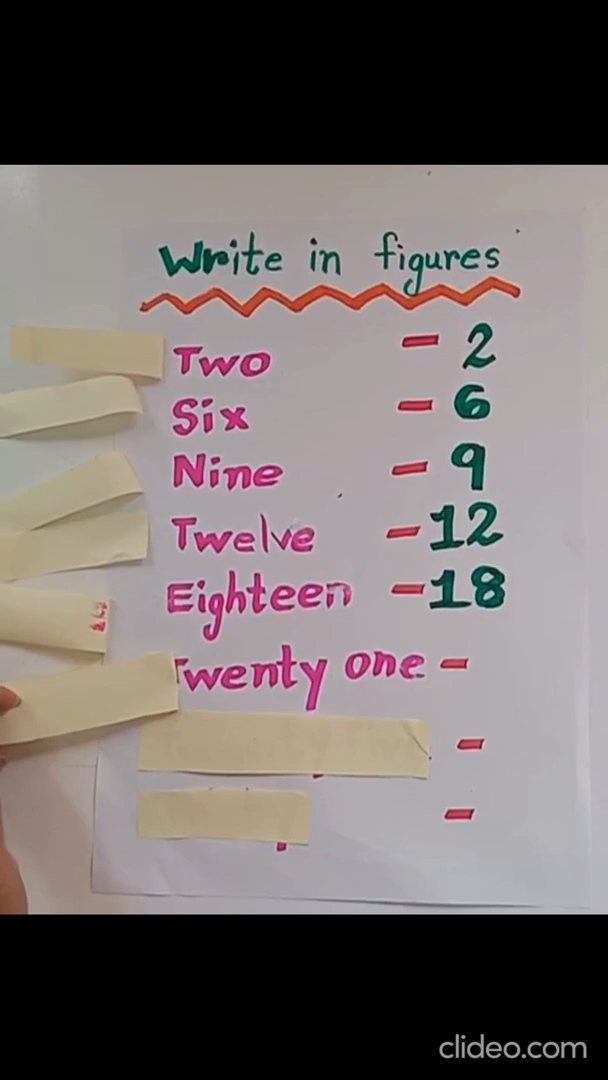 Write in figures
Two - 2
Six - 6
Nine - 9
Twelve - 12
Eighteen - 18
Twenty one -
-
-
clideo.com